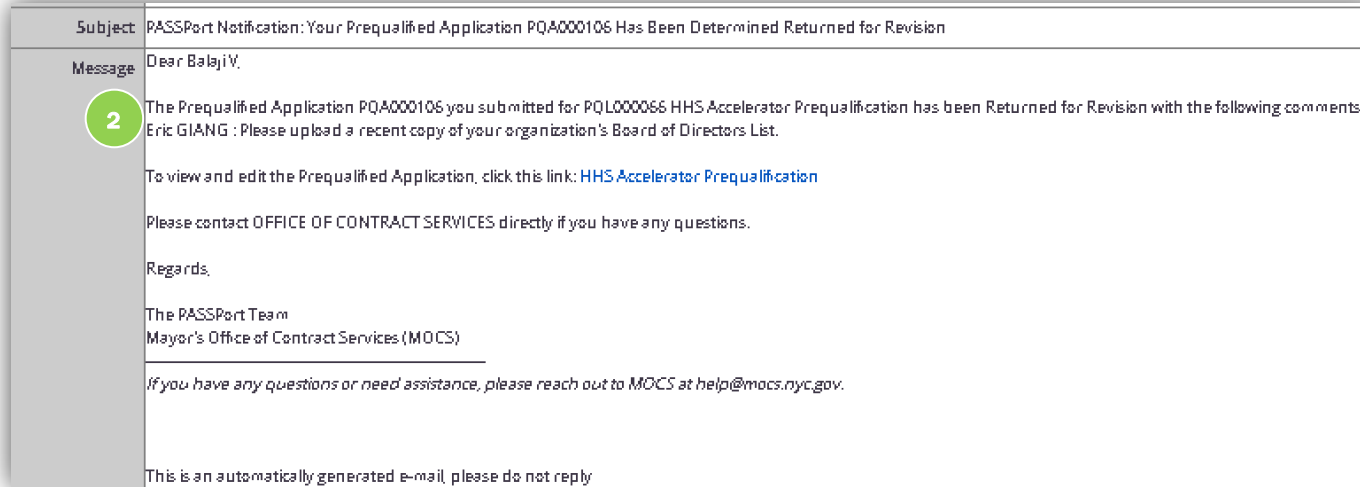 Subject PASSPort Notification: Your Prequalified Application PQA000106 Has Been Determined Returned for Revision
Message Dear Balaji V,
2 The Prequalified Application PQA000106 you submitted for PQL000066 HHS Accelerator Prequalification has been Returned for Revision with the following comments
Eric GIANG : Please upload a recent copy of your organization's Board of Directors List.
To view and edit the Prequalified Application, click this link: HHS Accelerator Prequalification
Please contact OFFICE OF CONTRACT SERVICES directly if you have any questions.
Regards,
The PASSPort Team
Mayor's Office of Contract Services (MOCS)
If you have any questions or need assistance, please reach out to MOCS at help@mocs.nyc.gov.
This is an automatically generated e-mail, please do not reply